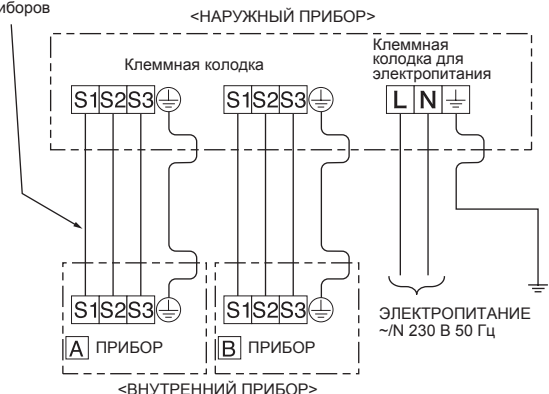 иборов
<НАРУЖНЫЙ ПРИБОР>
Клеммная колодка
Клеммная
колодка для
электропитания
S1 S2 S3
S1 S2 S3
L N
S1 S2 S3
S1 S2 S3
A ПРИБОР
B ПРИБОР
ЭЛЕКТРОПИТАНИЕ
~/N 230 В 50 Гц
<ВНУТРЕННИЙ ПРИБОР>